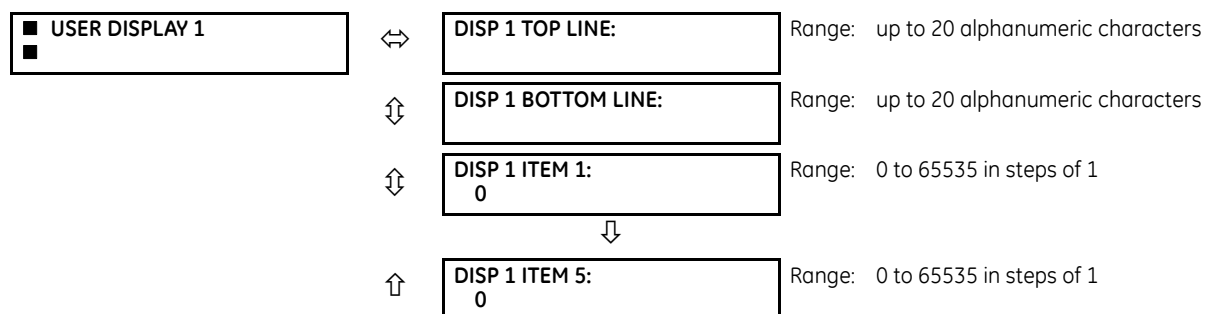 ■ USER DISPLAY 1
■
DISP 1 TOP LINE:
Range: up to 20 alphanumeric characters
DISP 1 BOTTOM LINE:
Range: up to 20 alphanumeric characters
DISP 1 ITEM 1:
0
Range: 0 to 65535 in steps of 1
DISP 1 ITEM 5:
0
Range: 0 to 65535 in steps of 1